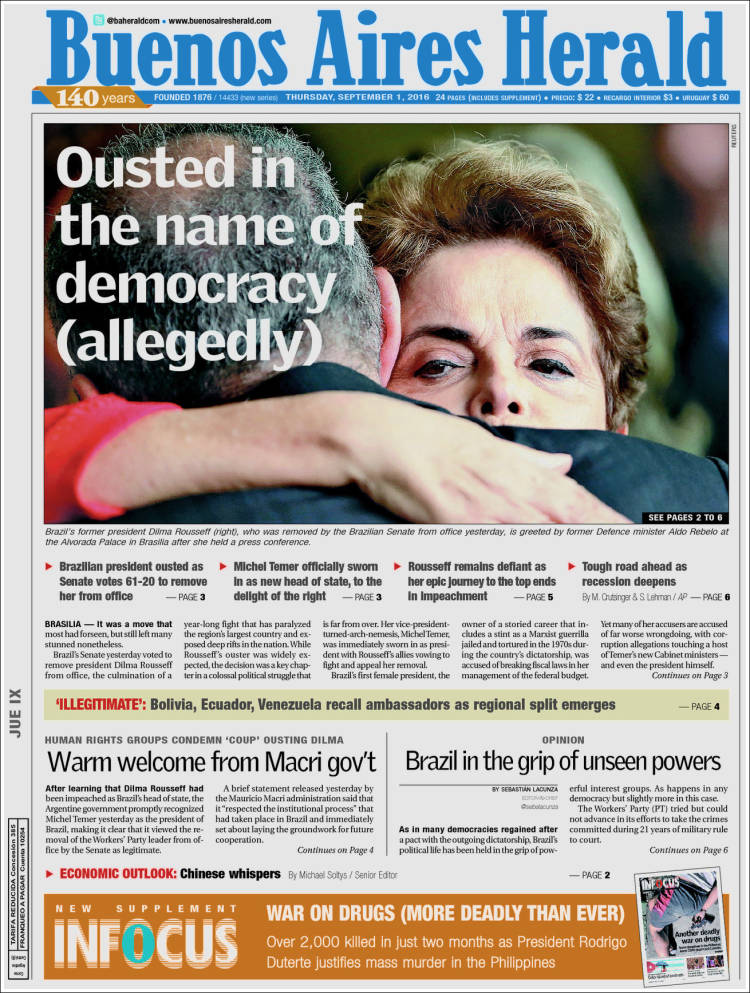 @baheraldcom • www.buenosairesherald.com
Buenos Aires Herald
140 years
FOUNDED 1876 / 14433 (new series) THURSDAY, SEPTEMBER 1, 2016 24 PAGES (INCLUDES SUPPLEMENT) • PRECIO: $ 22 • RECARGO INTERIOR $3 • URUGUAY $ 60
REUTERS
Ousted in
the name of
democracy
(allegedly)
SEE PAGES 2 TO 6
Brazil's former president Dilma Rousseff (right), who was removed by the Brazilian Senate from office yesterday, is greeted by former Defence minister Aldo Rebelo at
the Alvorada Palace in Brasilia after she held a press conference.
Brazilian president ousted as
Senate votes 61-20 to remove
her from office — PAGE 3
Michel Temer officially sworn
in as new head of state, to the
delight of the right — PAGE 3
Rousseff remains defiant as
her epic journey to the top ends
in impeachment — PAGE 5
Tough road ahead as
recession deepens
By M. Crutsinger & S. Lehman / AP — PAGE 6
BRASILIA — It was a move that
most had forseen, but still left many
stunned nonetheless.
Brazil's Senate yesterday voted to
remove president Dilma Rousseff
from office, the culmination of a
year-long fight that has paralyzed
the region's largest country and ex-
posed deep rifts in the nation. While
Rousseff's ouster was widely ex-
pected, the decision was a key chap-
ter in a colossal political struggle that
is far from over. Her vice-president-
turned-arch-nemesis, Michel Temer,
was immediately sworn in as pres-
ident with Rousseff's allies vowing to
fight and appeal her removal.
Brazil's first female president, the
owner of a storied career that in-
cludes a stint as a Marxist guerrilla
jailed and tortured in the 1970s dur-
ing the country's dictatorship, was
accused of breaking fiscal laws in her
management of the federal budget.
Yet many of her accusers are accused
of far worse wrongdoing, with cor-
ruption allegations touching a host
of Temer's new Cabinet ministers —
and even the president himself.
Continues on Page 3
'ILLEGITIMATE': Bolivia, Ecuador, Venezuela recall ambassadors as regional split emerges — PAGE 4
JUE IX
HUMAN RIGHTS GROUPS CONDEMN 'COUP' OUSTING DILMA
Warm welcome from Macri gov't
After learning that Dilma Rousseff had
been impeached as Brazil's head of state, the
Argentine government promptly recognized
Michel Temer yesterday as the president of
Brazil, making it clear that it viewed the re-
moval of the Workers' Party leader from of-
fice by the Senate as legitimate.
A brief statement released yesterday by
the Mauricio Macri administration said that
it "respected the institutional process" that
had taken place in Brazil and immediately
set about laying the groundwork for future
cooperation.
Continues on Page 4
OPINION
Brazil in the grip of unseen powers
BY SEBASTIÁN LACUNZA
EDITOR-IN-CHIEF
@sebalacunza
As in many democracies regained after
a pact with the outgoing dictatorship, Brazil's
political life has been held in the grip of pow-
erful interest groups. As happens in any
democracy but slightly more in this case.
The Workers' Party (PT) tried but could
not advance in its efforts to take the crimes
committed during 21 years of military rule
to court.
Continues on Page 6
ECONOMIC OUTLOOK: Chinese whispers By Michael Soltys / Senior Editor — PAGE 2
TARIFA REDUCIDA Concesión 385
FRANQUEO A PAGAR Cuenta 10204
NEW SUPPLEMENT
INFOCUS
WAR ON DRUGS (MORE DEADLY THAN EVER)
Over 2,000 killed in just two months as President Rodrigo
Duterte justifies mass murder in the Philippines
INFOCUS
Another deadly
war on drugs